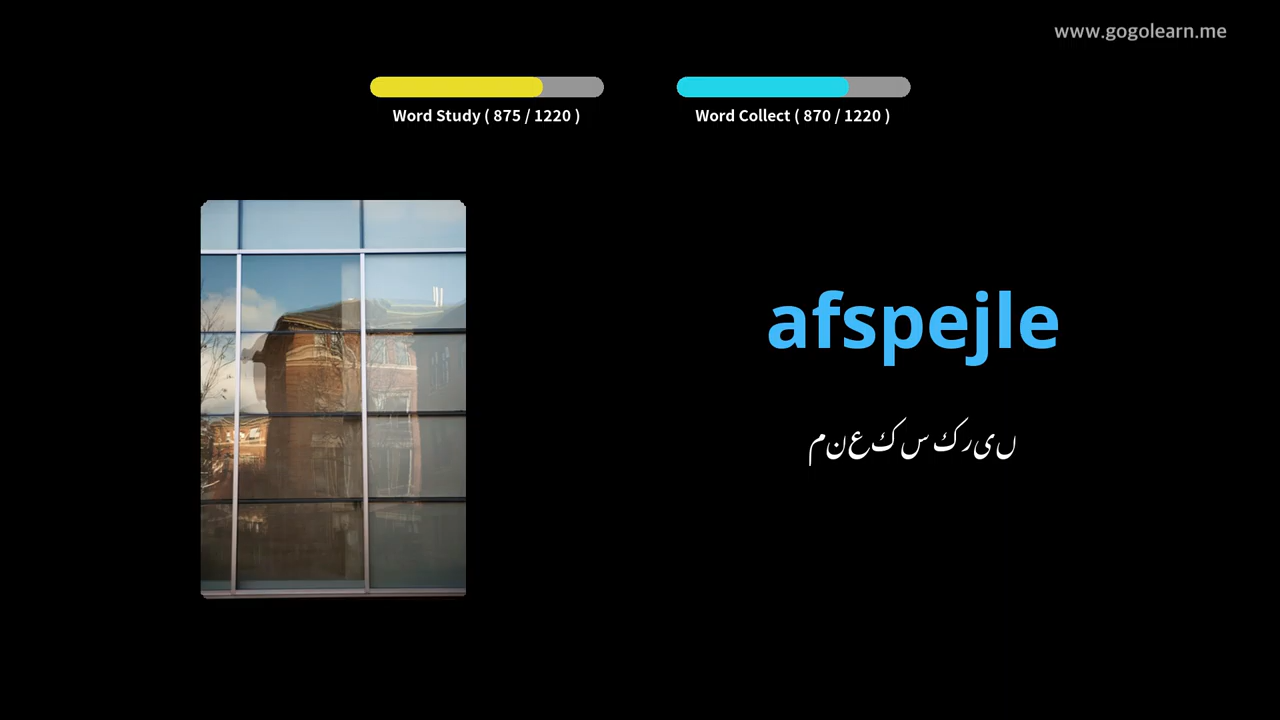 www.gogolearn.me
Word Study ( 875 / 1220 )
Word Collect ( 870 / 1220 )
afspejle
منعکس کریں